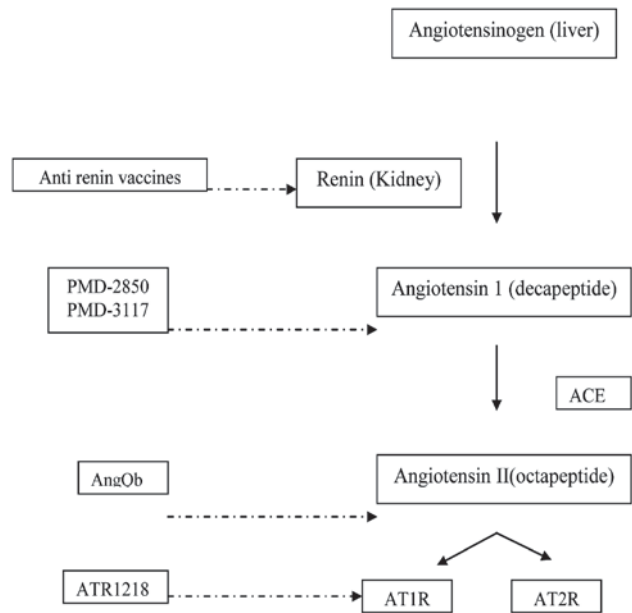 Angiotensinogen (liver)
Anti renin vaccines
Renin (Kidney)
PMD-2850
PMD-3117
Angiotensin 1 (decapeptide)
ACE
AngQb
Angiotensin II(octapeptide)
ATR1218
AT1R
AT2R